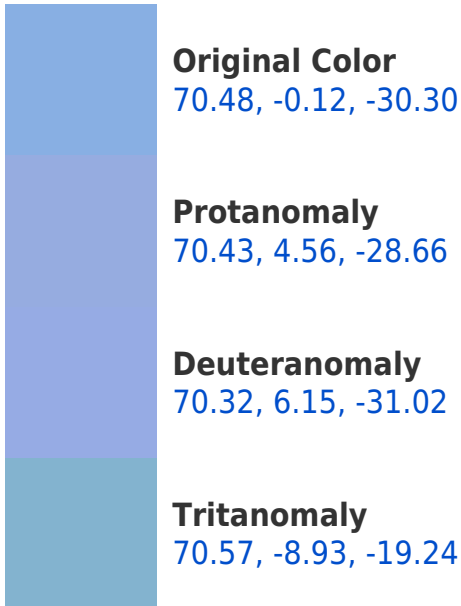 Original Color
70.48, -0.12, -30.30
Protanomaly
70.43, 4.56, -28.66
Deuteranomaly
70.32, 6.15, -31.02
Tritanomaly
70.57, -8.93, -19.24